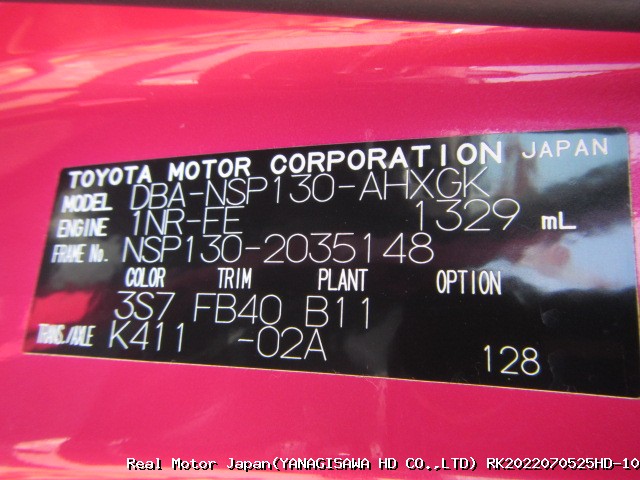 TOYOTA MOTOR CORPORATION JAPAN
MODEL DBA-NSP130-AHXGK
ENGINE 1NR-FE 1329 mL
FRAME No. NSP130-2035148
COLOR TRIM PLANT OPTION
3S7 FB40 B11
TRANS./AXLE K411 -02A 128
Real Motor Japan(YANAGISAWA HD CO.,LTD) RK2022070525HD-10